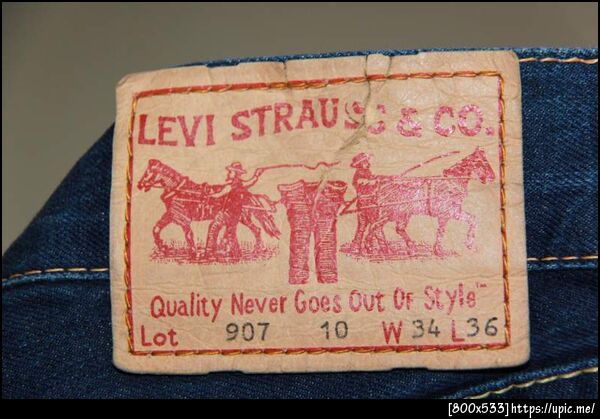 LEVI STRAUSS & CO.
Quality Never Goes Out Of Style™
Lot 907 10 W 34 L 36
[800x533]https://upic.me/